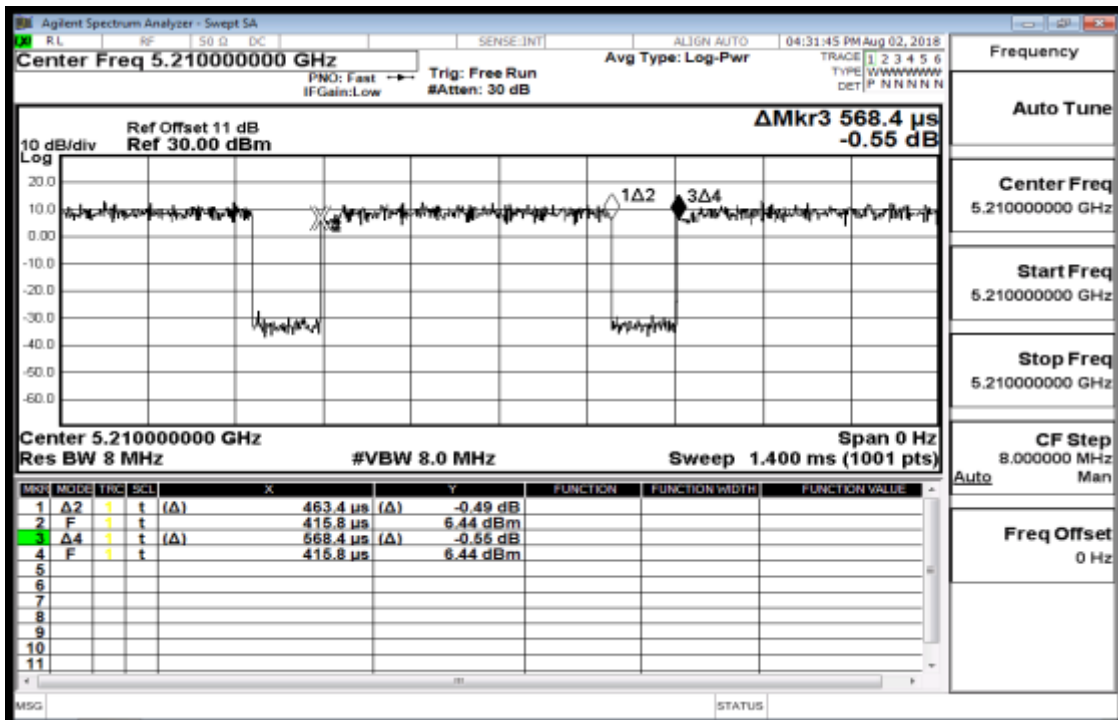 Agilent Spectrum Analyzer - Swept SA
RL RF 50 Ω DC SENSE:INT ALIGN AUTO 04:31:45 PM Aug 02, 2018
Center Freq 5.210000000 GHz
PNO: Fast
IFGain:Low
Trig: Free Run
#Atten: 30 dB
Avg Type: Log-Pwr
TRACE 1 2 3 4 5 6
TYPE WWWWWW
DET P N N N N N
ΔMkr3 568.4 µs
-0.55 dB
Ref Offset 11 dB
10 dB/div Ref 30.00 dBm
Log
20.0
10.0
0.00
-10.0
-20.0
-30.0
-40.0
-50.0
-60.0
1Δ2
3Δ4
Center 5.210000000 GHz Span 0 Hz
Res BW 8 MHz #VBW 8.0 MHz Sweep 1.400 ms (1001 pts)
MKR MODE TRC SCL X Y FUNCTION FUNCTION WIDTH FUNCTION VALUE
1 Δ2 1 t (Δ) 463.4 µs (Δ) -0.49 dB
2 F 1 t 415.8 µs 6.44 dBm
3 Δ4 1 t (Δ) 568.4 µs (Δ) -0.55 dB
4 F 1 t 415.8 µs 6.44 dBm
5
6
7
8
9
10
11
MSG STATUS
Frequency
Auto Tune
Center Freq
5.210000000 GHz
Start Freq
5.210000000 GHz
Stop Freq
5.210000000 GHz
CF Step
8.000000 MHz
Auto Man
Freq Offset
0 Hz